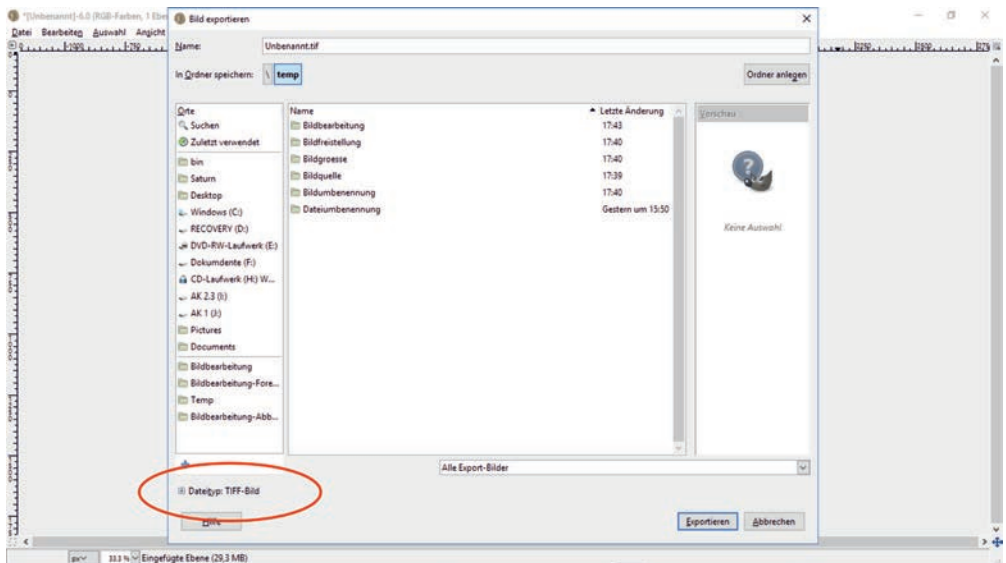 *[Unbenannt]-6.0 (RGB-Farben, 1 Ebe
Bild exportieren
Datei Bearbeiten Auswahl Ansicht
Name: Unbenannt.tif
In Ordner speichern: \ temp Ordner anlegen
Orte
Suchen
Zuletzt verwendet
bin
Saturn
Desktop
Windows (C:)
RECOVERY (D:)
DVD-RW-Laufwerk (E:)
Dokumdente (F:)
CD-Laufwerk (H:) W...
AK 2.3 (I:)
AK 1 (J:)
Pictures
Documents
Bildbearbeitung
Bildbearbeitung-Fore...
Temp
Bildbearbeitung-Abb...
Name Letzte Änderung
Bildbearbeitung 17:43
Bildfreistellung 17:40
Bildgroesse 17:40
Bildquelle 17:39
Bildumbenennung 17:40
Dateiumbenennung Gestern um 15:50
Vorschau
Keine Auswahl
Alle Export-Bilder
Dateityp: TIFF-Bild
Hilfe Exportieren Abbrechen
px 33.3 % Eingefügte Ebene (29,3 MB)